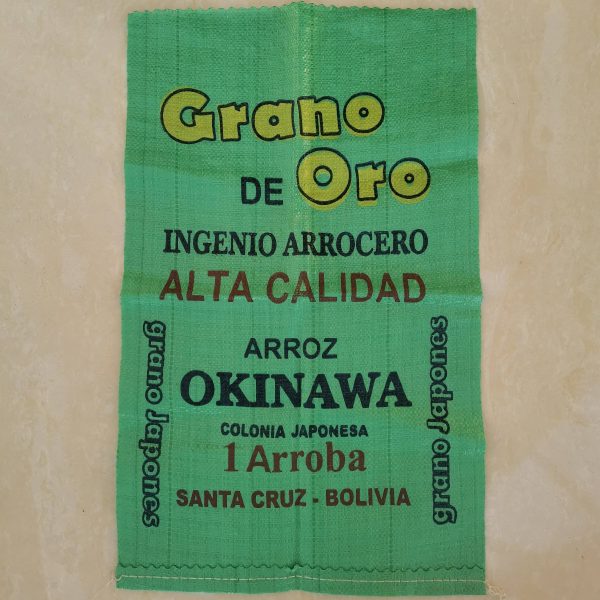 Grano
DE Oro
INGENIO ARROCERO
ALTA CALIDAD
grano Japones
ARROZ
OKINAWA
COLONIA JAPONESA
1 Arroba
SANTA CRUZ - BOLIVIA
grano Japones